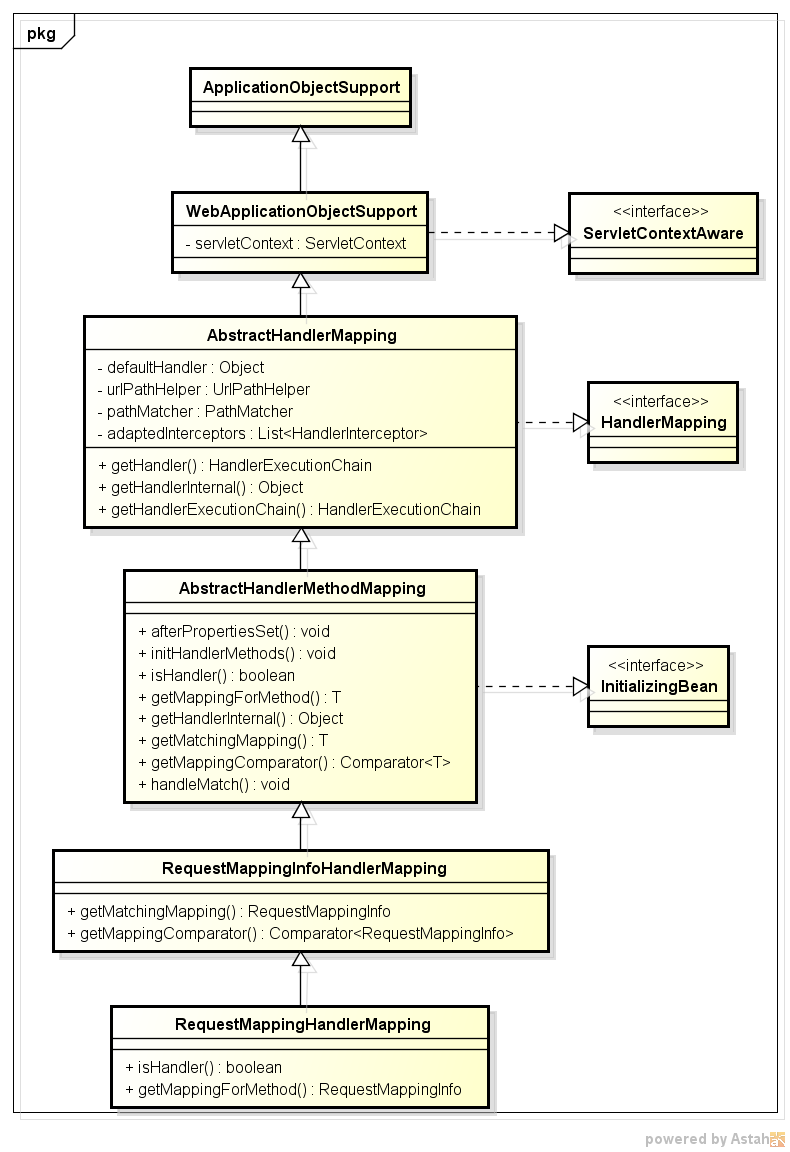 pkg
ApplicationObjectSupport
WebApplicationObjectSupport
- servletContext : ServletContext
<<interface>>
ServletContextAware
AbstractHandlerMapping
- defaultHandler : Object
- urlPathHelper : UrlPathHelper
- pathMatcher : PathMatcher
- adaptedInterceptors : List<HandlerInterceptor>
+ getHandler() : HandlerExecutionChain
+ getHandlerInternal() : Object
+ getHandlerExecutionChain() : HandlerExecutionChain
<<interface>>
HandlerMapping
AbstractHandlerMethodMapping
+ afterPropertiesSet() : void
+ initHandlerMethods() : void
+ isHandler() : boolean
+ getMappingForMethod() : T
+ getHandlerInternal() : Object
+ getMatchingMapping() : T
+ getMappingComparator() : Comparator<T>
+ handleMatch() : void
<<interface>>
InitializingBean
RequestMappingInfoHandlerMapping
+ getMatchingMapping() : RequestMappingInfo
+ getMappingComparator() : Comparator<RequestMappingInfo>
RequestMappingHandlerMapping
+ isHandler() : boolean
+ getMappingForMethod() : RequestMappingInfo
powered by Astah